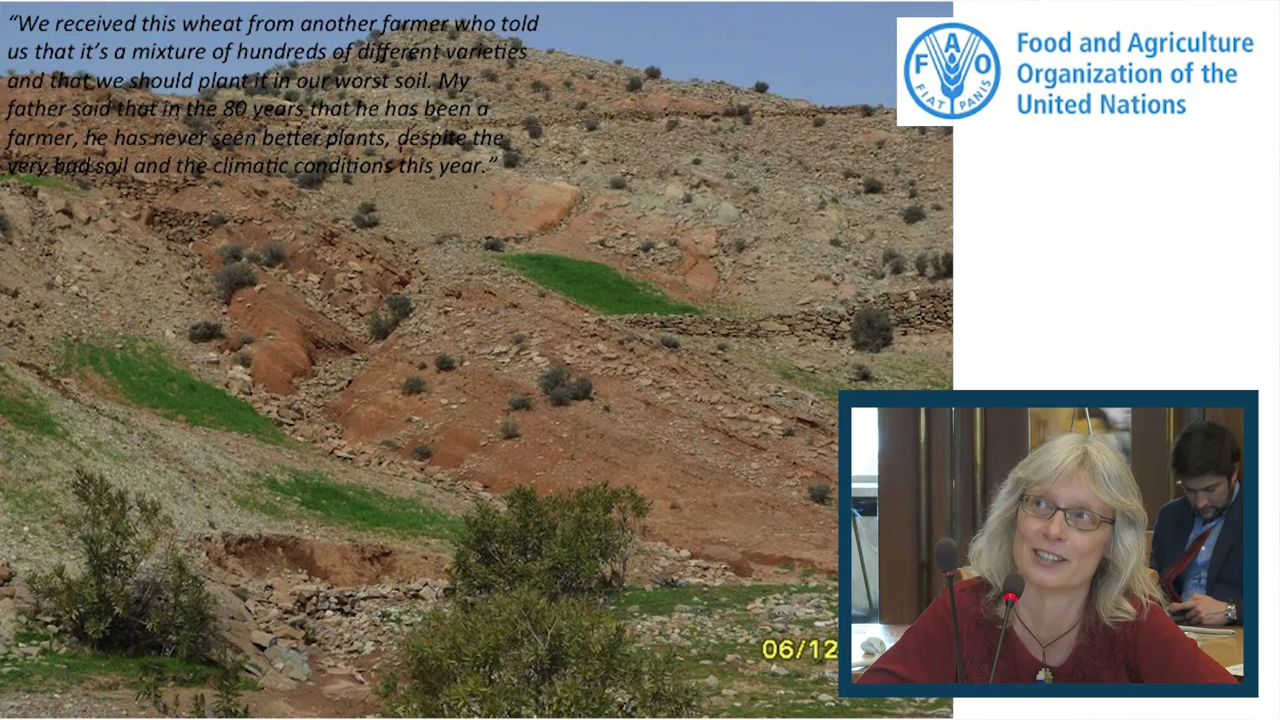 “We received this wheat from another farmer who told
us that it’s a mixture of hundreds of different varieties
and that we should plant it in our worst soil. My
father said that in the 80 years that he has been a
farmer, he has never seen better plants, despite the
very bad soil and the climatic conditions this year.”
F A O
FIAT PANIS
Food and Agriculture
Organization of the
United Nations
06/12